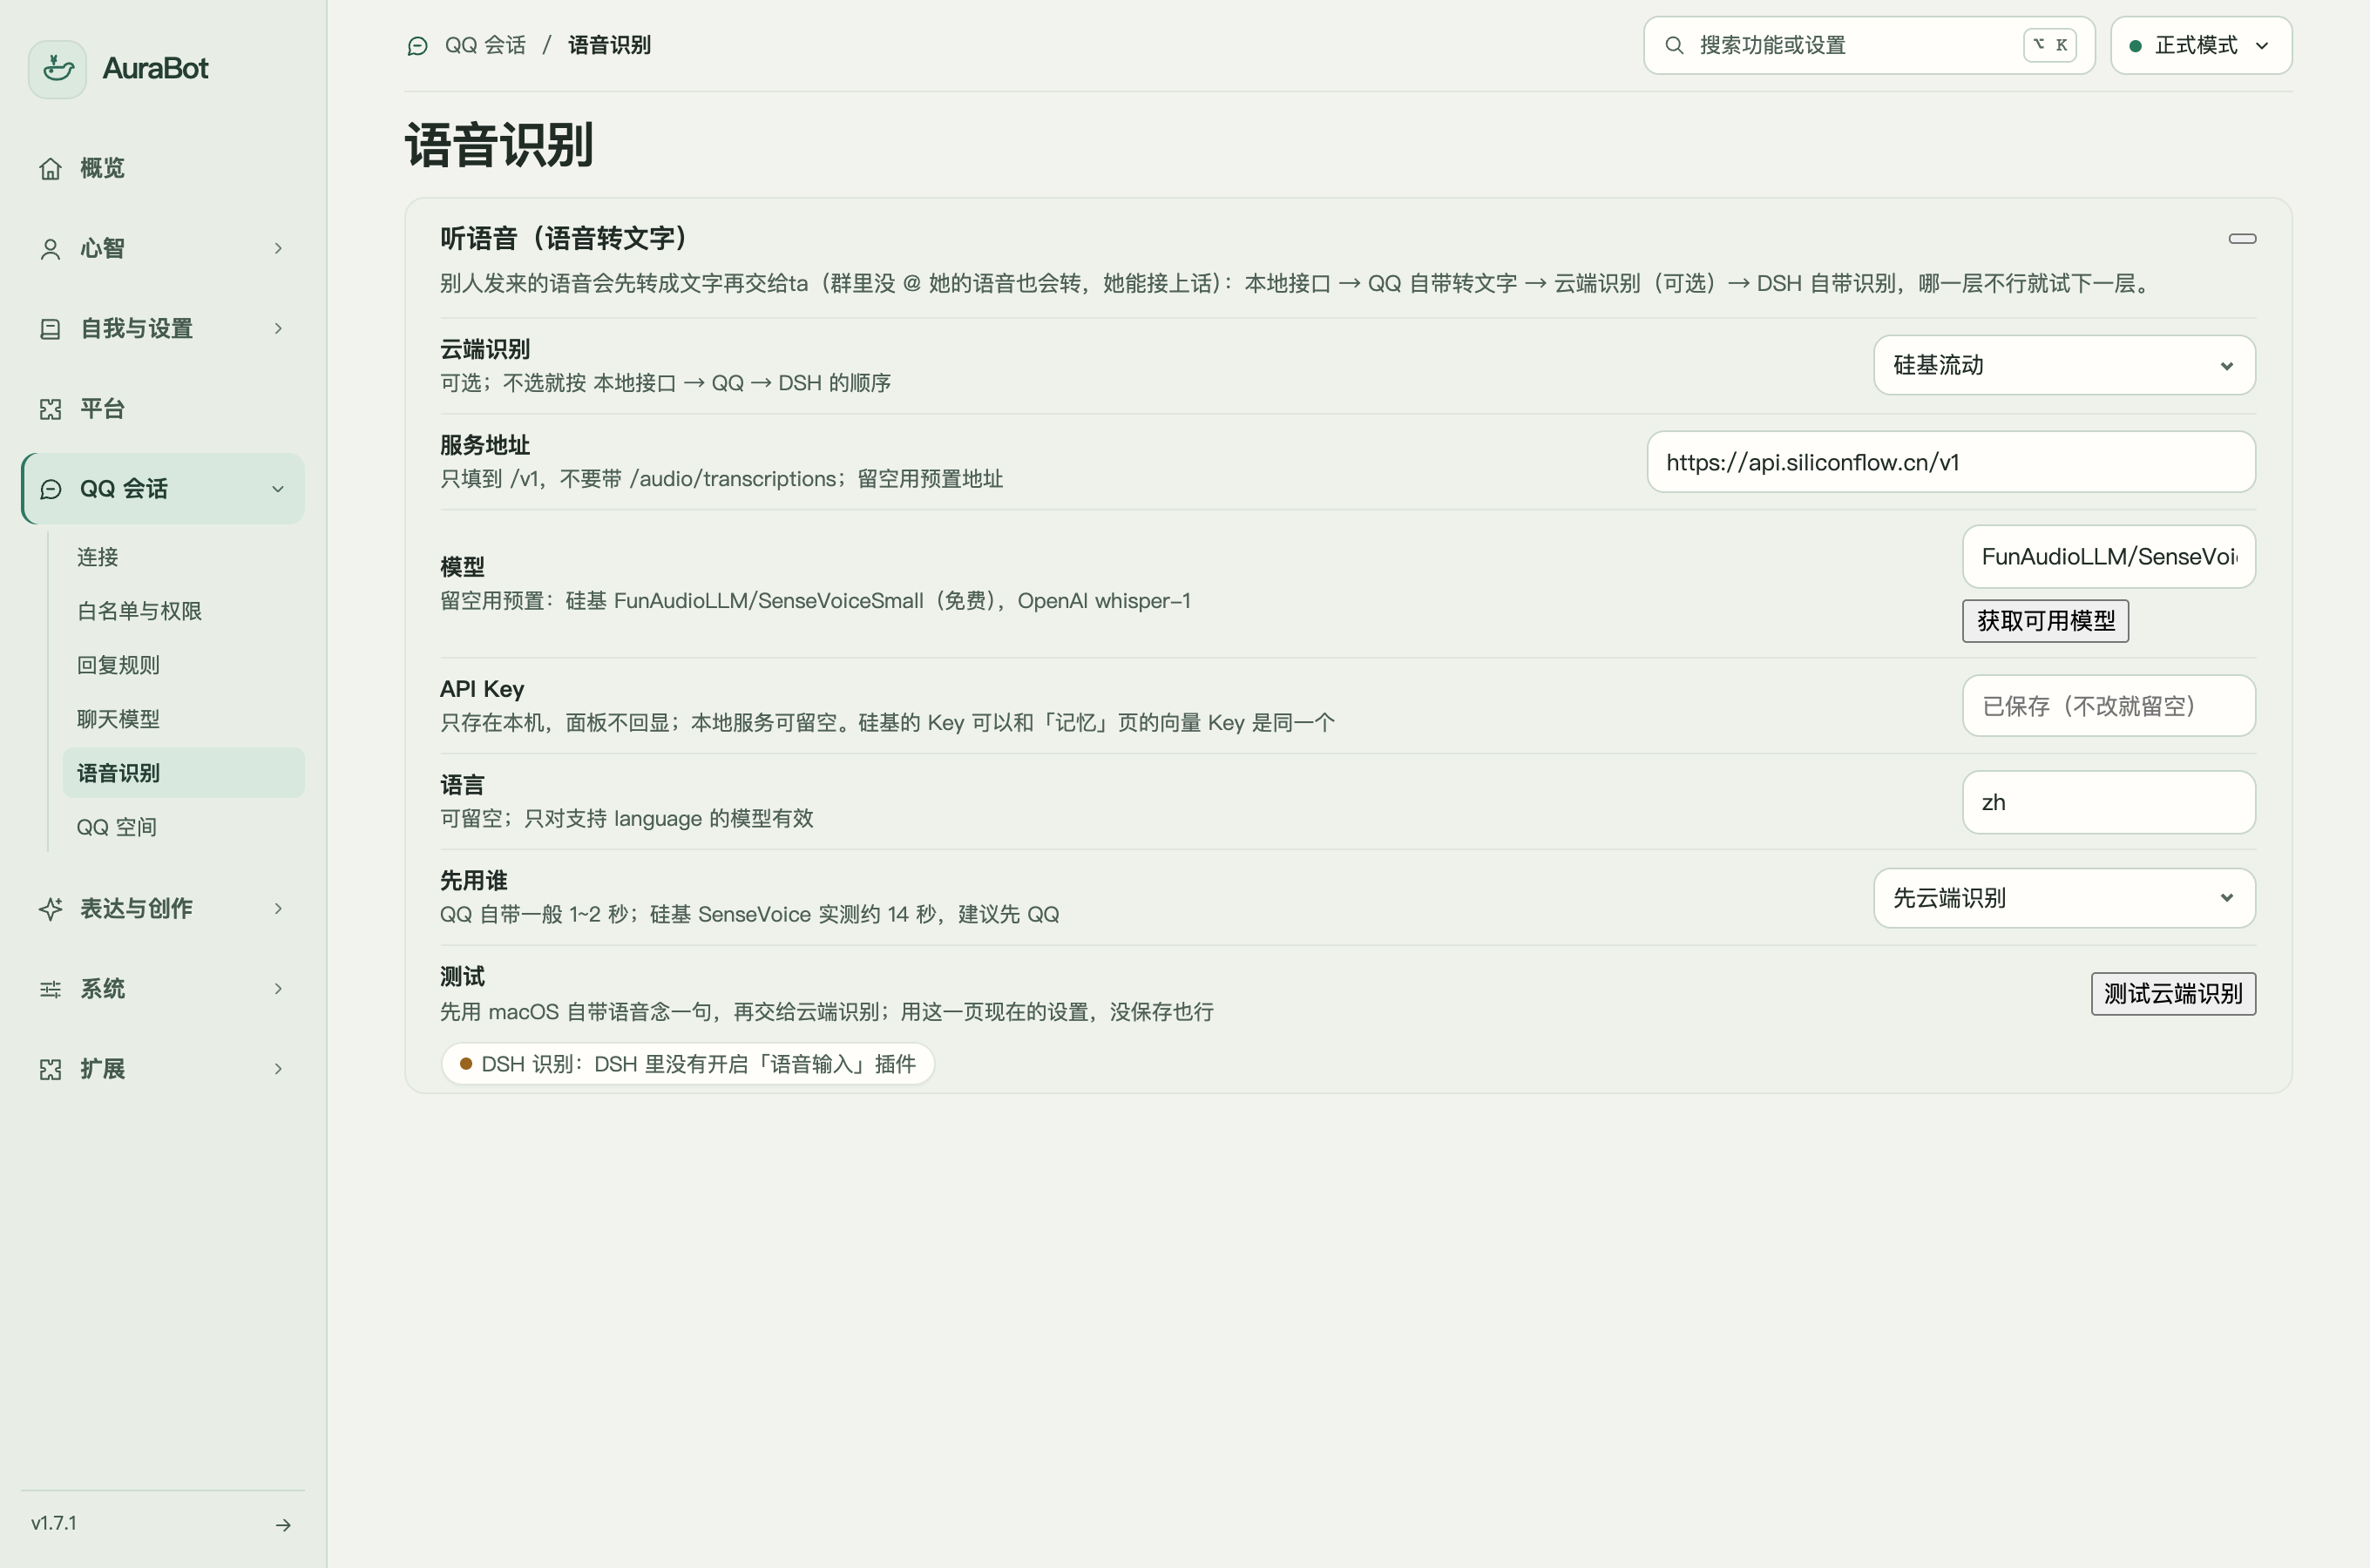 AuraBot
概览
心智
自我与设置
平台
QQ 会话
连接
白名单与权限
回复规则
聊天模型
语音识别
QQ 空间
表达与创作
系统
扩展
v1.7.1
QQ 会话 / 语音识别
搜索功能或设置
⌥ K
正式模式
语音识别
听语音（语音转文字）
别人发来的语音会先转成文字再交给ta（群里没 @ 她的语音也会转，她能接上话）：本地接口 → QQ 自带转文字 → 云端识别（可选）→ DSH 自带识别，哪一层不行就试下一层。
云端识别
可选；不选就按 本地接口 → QQ → DSH 的顺序
硅基流动
服务地址
只填到 /v1，不要带 /audio/transcriptions；留空用预置地址
https://api.siliconflow.cn/v1
模型
留空用预置：硅基 FunAudioLLM/SenseVoiceSmall（免费），OpenAI whisper-1
FunAudioLLM/SenseVoi
获取可用模型
API Key
只存在本机，面板不回显；本地服务可留空。硅基的 Key 可以和「记忆」页的向量 Key 是同一个
已保存（不改就留空）
语言
可留空；只对支持 language 的模型有效
zh
先用谁
QQ 自带一般 1~2 秒；硅基 SenseVoice 实测约 14 秒，建议先 QQ
先云端识别
测试
先用 macOS 自带语音念一句，再交给云端识别；用这一页现在的设置，没保存也行
测试云端识别
DSH 识别：DSH 里没有开启「语音输入」插件